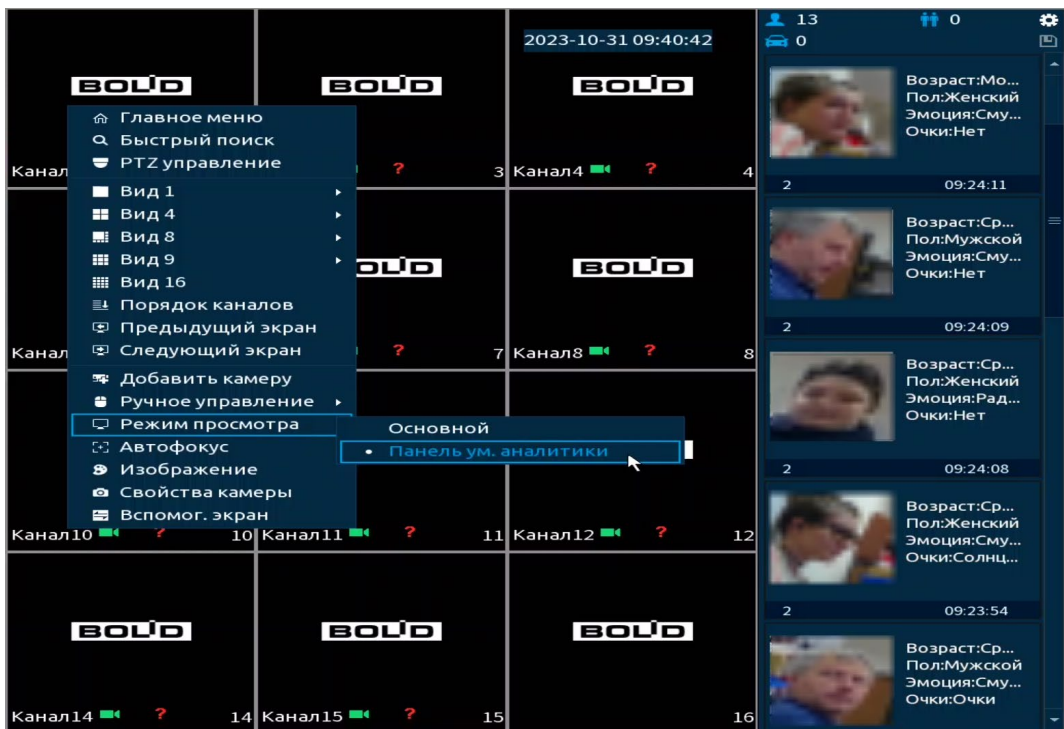 2023-10-31 09:40:42
BOLID
BOLID
BOLID
Главное меню
Быстрый поиск
PTZ управление
Канал
?
3
Канал4
?
4
Вид 1
Вид 4
Вид 8
Вид 9
Вид 16
Порядок каналов
Предыдущий экран
Следующий экран
OLID
BOLID
Канал
?
7
Канал8
?
8
Добавить камеру
Ручное управление
Режим просмотра
Автофокус
Изображение
Свойства камеры
Вспомог. экран
Основной
Панель ум. аналитики
Канал10
?
10
Канал11
?
11
Канал12
?
12
BOLID
BOLID
BOLID
Канал14
?
14
Канал15
?
15
16
13
0
0
Возраст:Мо...
Пол:Женский
Эмоция:Сму...
Очки:Нет
2
09:24:11
Возраст:Ср...
Пол:Мужской
Эмоция:Сму...
Очки:Нет
2
09:24:09
Возраст:Ср...
Пол:Женский
Эмоция:Рад...
Очки:Нет
2
09:24:08
Возраст:Ср...
Пол:Женский
Эмоция:Сму...
Очки:Солнц...
2
09:23:54
Возраст:Ср...
Пол:Мужской
Эмоция:Сму...
Очки:Очки